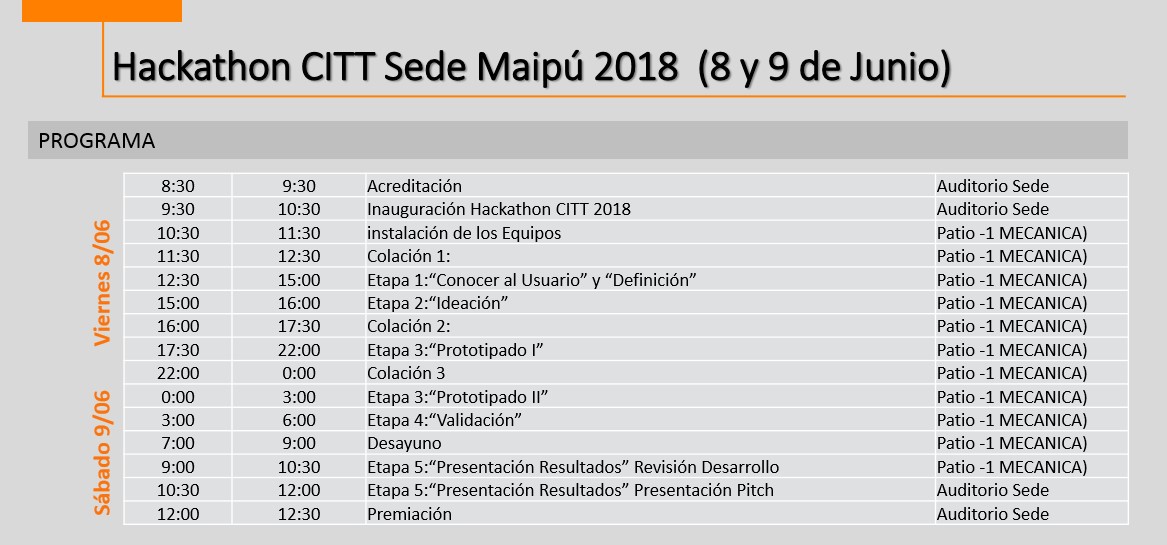 Hackathon CITT Sede Maipú 2018 (8 y 9 de Junio)
PROGRAMA
Viernes 8/06
8:30 9:30 Acreditación Auditorio Sede
9:30 10:30 Inauguración Hackathon CITT 2018 Auditorio Sede
10:30 11:30 instalación de los Equipos Patio -1 MECANICA)
11:30 12:30 Colación 1: Patio -1 MECANICA)
12:30 15:00 Etapa 1:“Conocer al Usuario” y “Definición” Patio -1 MECANICA)
15:00 16:00 Etapa 2:“Ideación” Patio -1 MECANICA)
16:00 17:30 Colación 2: Patio -1 MECANICA)
17:30 22:00 Etapa 3:“Prototipado I” Patio -1 MECANICA)
22:00 0:00 Colación 3 Patio -1 MECANICA)
Sábado 9/06
0:00 3:00 Etapa 3:“Prototipado II” Patio -1 MECANICA)
3:00 6:00 Etapa 4:“Validación” Patio -1 MECANICA)
7:00 9:00 Desayuno Patio -1 MECANICA)
9:00 10:30 Etapa 5:“Presentación Resultados” Revisión Desarrollo Patio -1 MECANICA)
10:30 12:00 Etapa 5:“Presentación Resultados” Presentación Pitch Auditorio Sede
12:00 12:30 Premiación Auditorio Sede